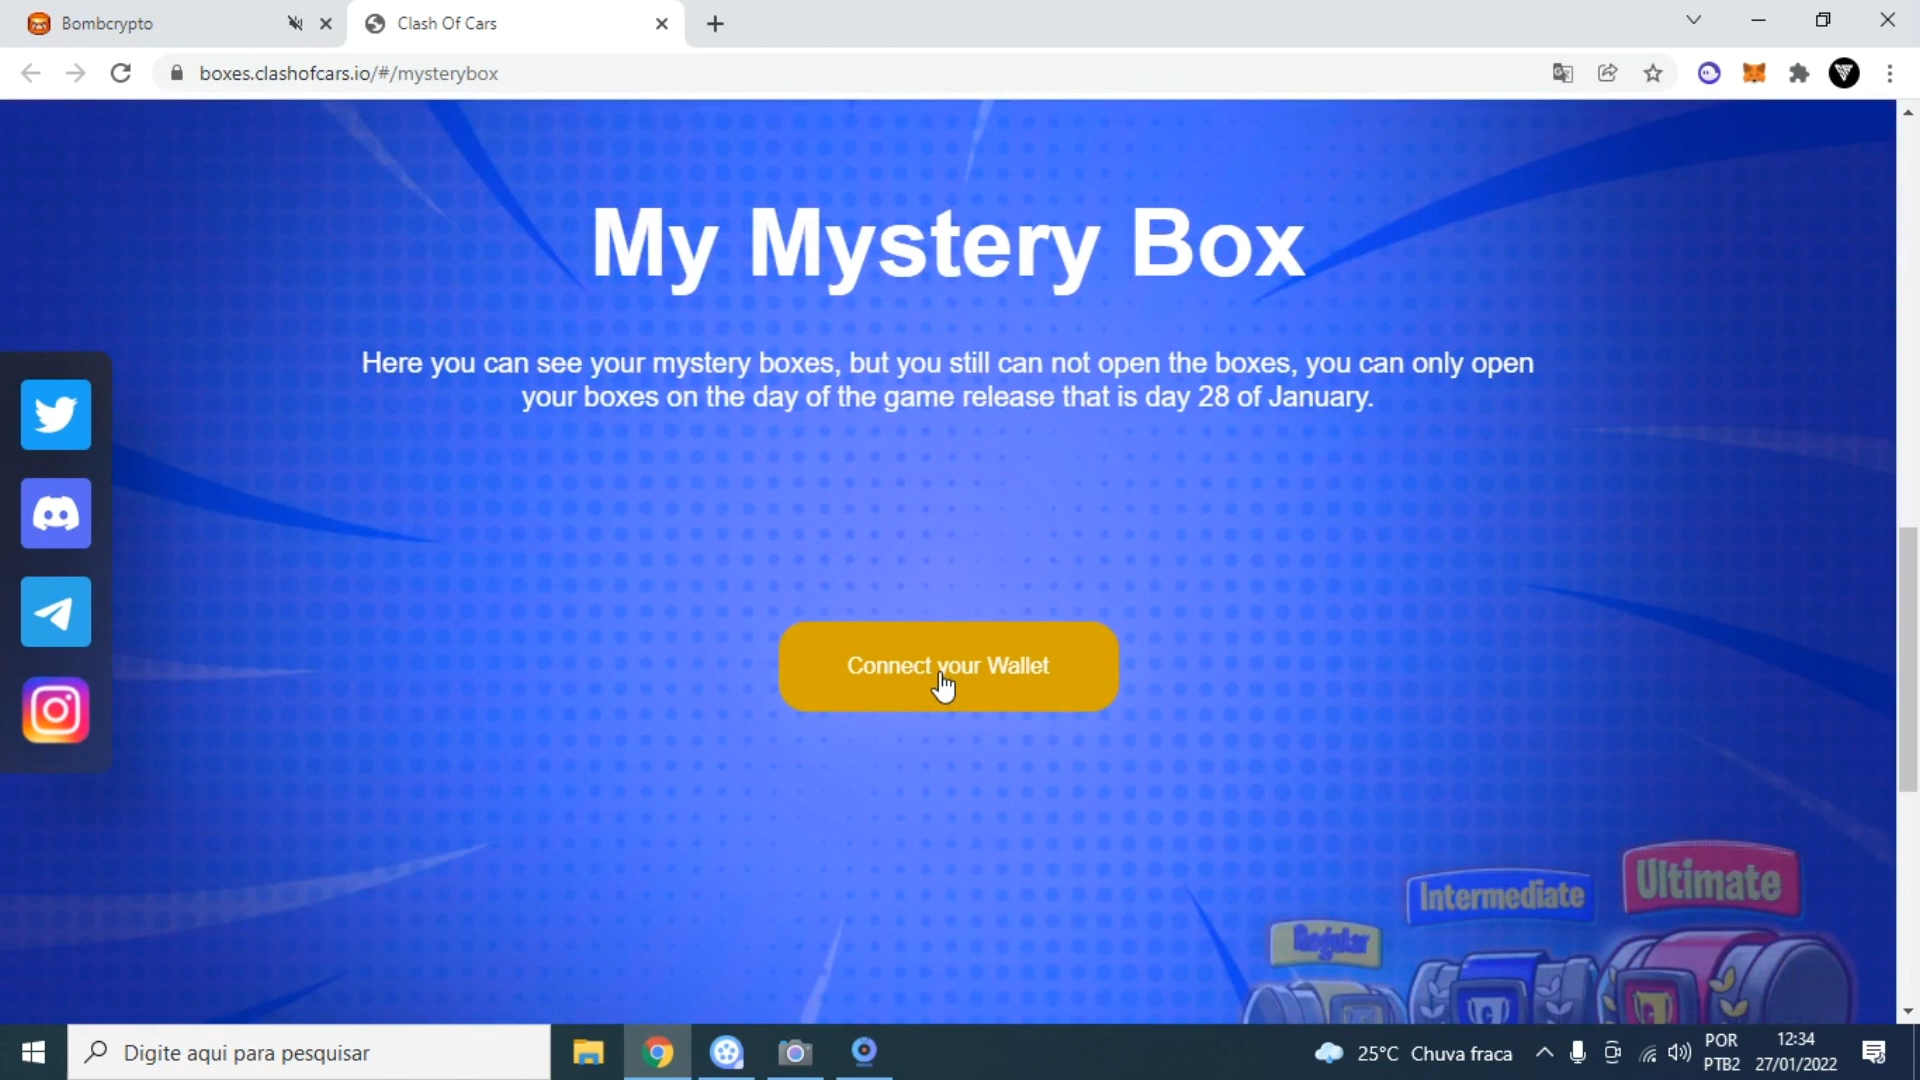 Bombcrypto
Clash Of Cars
boxes.clashofcars.io/#/mysterybox
My Mystery Box
Here you can see your mystery boxes, but you still can not open the boxes, you can only open
your boxes on the day of the game release that is day 28 of January.
Connect your Wallet
Regular
Intermediate
Ultimate
Digite aqui para pesquisar
25°C Chuva fraca
POR
PTB2
12:34
27/01/2022